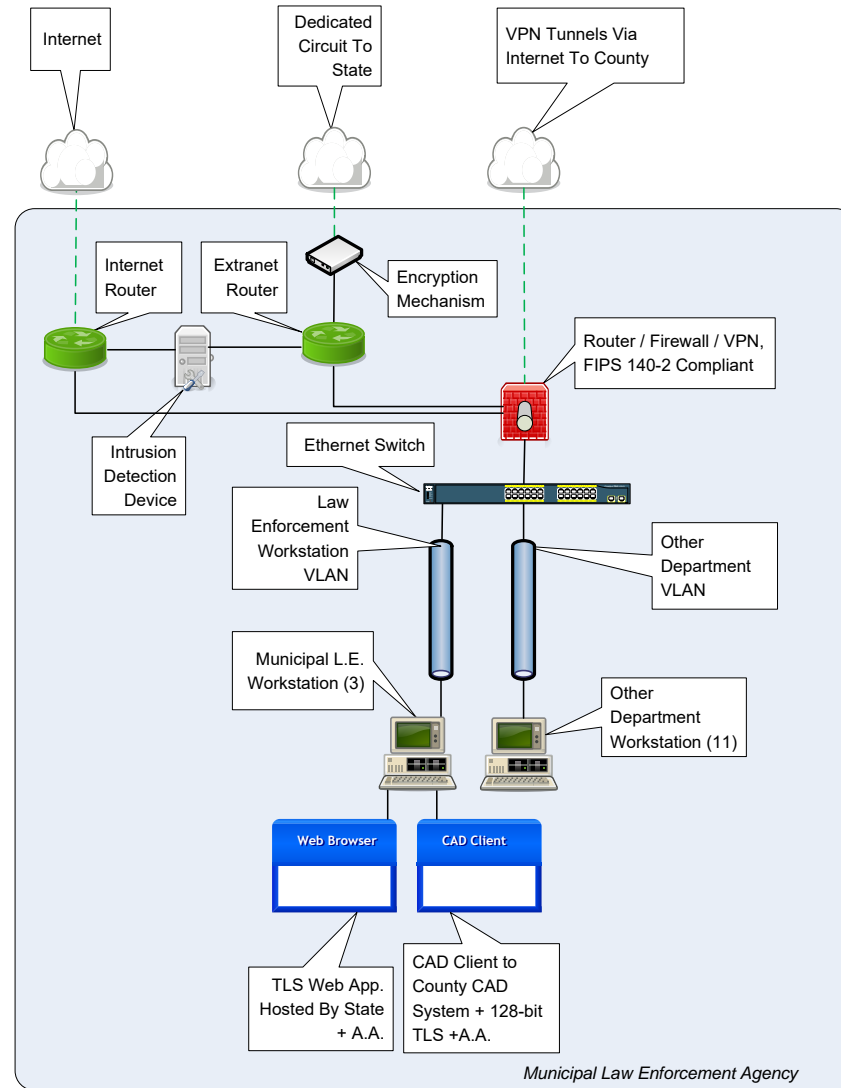 Internet
Dedicated
Circuit To
State
VPN Tunnels Via
Internet To County
Internet
Router
Extranet
Router
Encryption
Mechanism
Router / Firewall / VPN,
FIPS 140-2 Compliant
Intrusion
Detection
Device
Ethernet Switch
Law
Enforcement
Workstation
VLAN
Other
Department
VLAN
Municipal L.E.
Workstation (3)
Other
Department
Workstation (11)
Web Browser
CAD Client
TLS Web App.
Hosted By State
+ A.A.
CAD Client to
County CAD
System + 128-bit
TLS +A.A.
Municipal Law Enforcement Agency